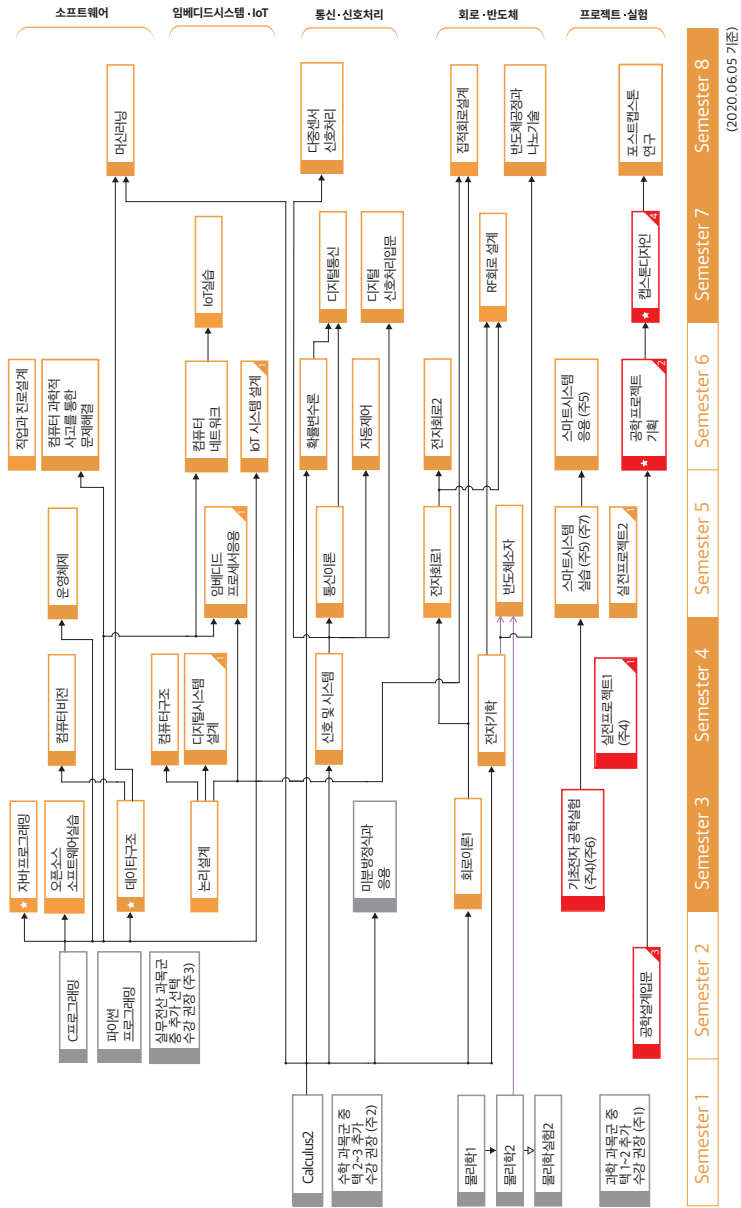 소프트웨어
임베디드시스템·IoT
통신·신호처리
회로·반도체
프로젝트·실험
Semester 1
Calculus2
수학 과목군 중
택 2~3 추가
수강 권장 (주2)
물리학1
물리학2
물리학실험2
과학 과목군 중
택 1~2 추가
수강 권장 (주1)
Semester 2
C프로그래밍
파이썬
프로그래밍
실무전산 과목군
중 추가 선택
수강 권장 (주3)
공학설계입문
3
Semester 3
자바프로그래밍
오픈소스
소프트웨어실습
데이터구조
논리설계
미분방정식과
응용
회로이론1
기초전자 공학실험
(주4)(주6)
Semester 4
컴퓨터비전
컴퓨터구조
디지털시스템
설계
1
신호 및 시스템
전자기학
실전프로젝트1
(주4)
1
Semester 5
운영체제
임베디드
프로세서응용
1
통신이론
전자회로1
반도체소자
스마트시스템
실습 (주5) (주7)
실전프로젝트2
1
Semester 6
직업과 진로설계
컴퓨터 과학적
사고를 통한
문제해결
컴퓨터
네트워크
IoT 시스템 설계
1
확률변수론
자동제어
전자회로2
스마트시스템
응용 (주5)
공학 프로젝트
기획
2
Semester 7
IoT실습
디지털통신
디지털
신호처리입문
RF회로 설계
캡스톤디자인
4
Semester 8
머신러닝
다중센서
신호처리
집적회로설계
반도체공정과
나노기술
포스트캡스톤
연구
(2020.06.05 기준)